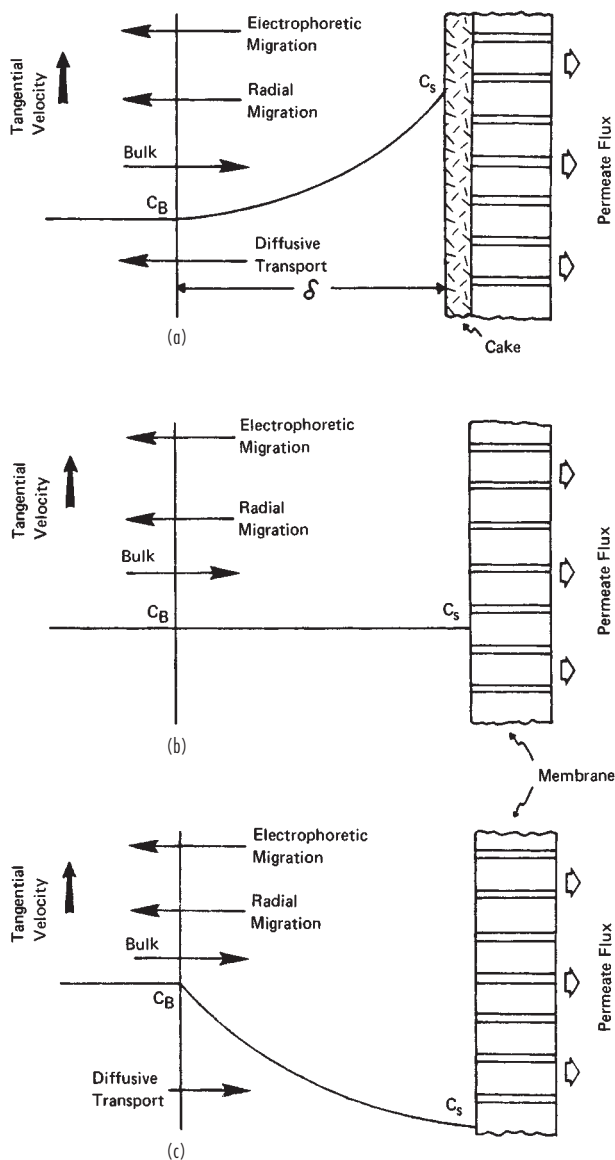 Electrophoretic
Migration
Tangential
Velocity
Radial
Migration
Bulk
C_B
C_s
Diffusive
Transport
δ
Permeate Flux
Cake
(a)
Electrophoretic
Migration
Tangential
Velocity
Radial
Migration
Bulk
C_B
C_s
Permeate Flux
(b)
Membrane
Electrophoretic
Migration
Tangential
Velocity
Radial
Migration
Bulk
C_B
Diffusive
Transport
C_s
Permeate Flux
(c)